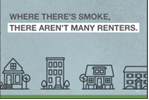 WHERE THERE'S SMOKE,
THERE AREN'T MANY RENTERS.